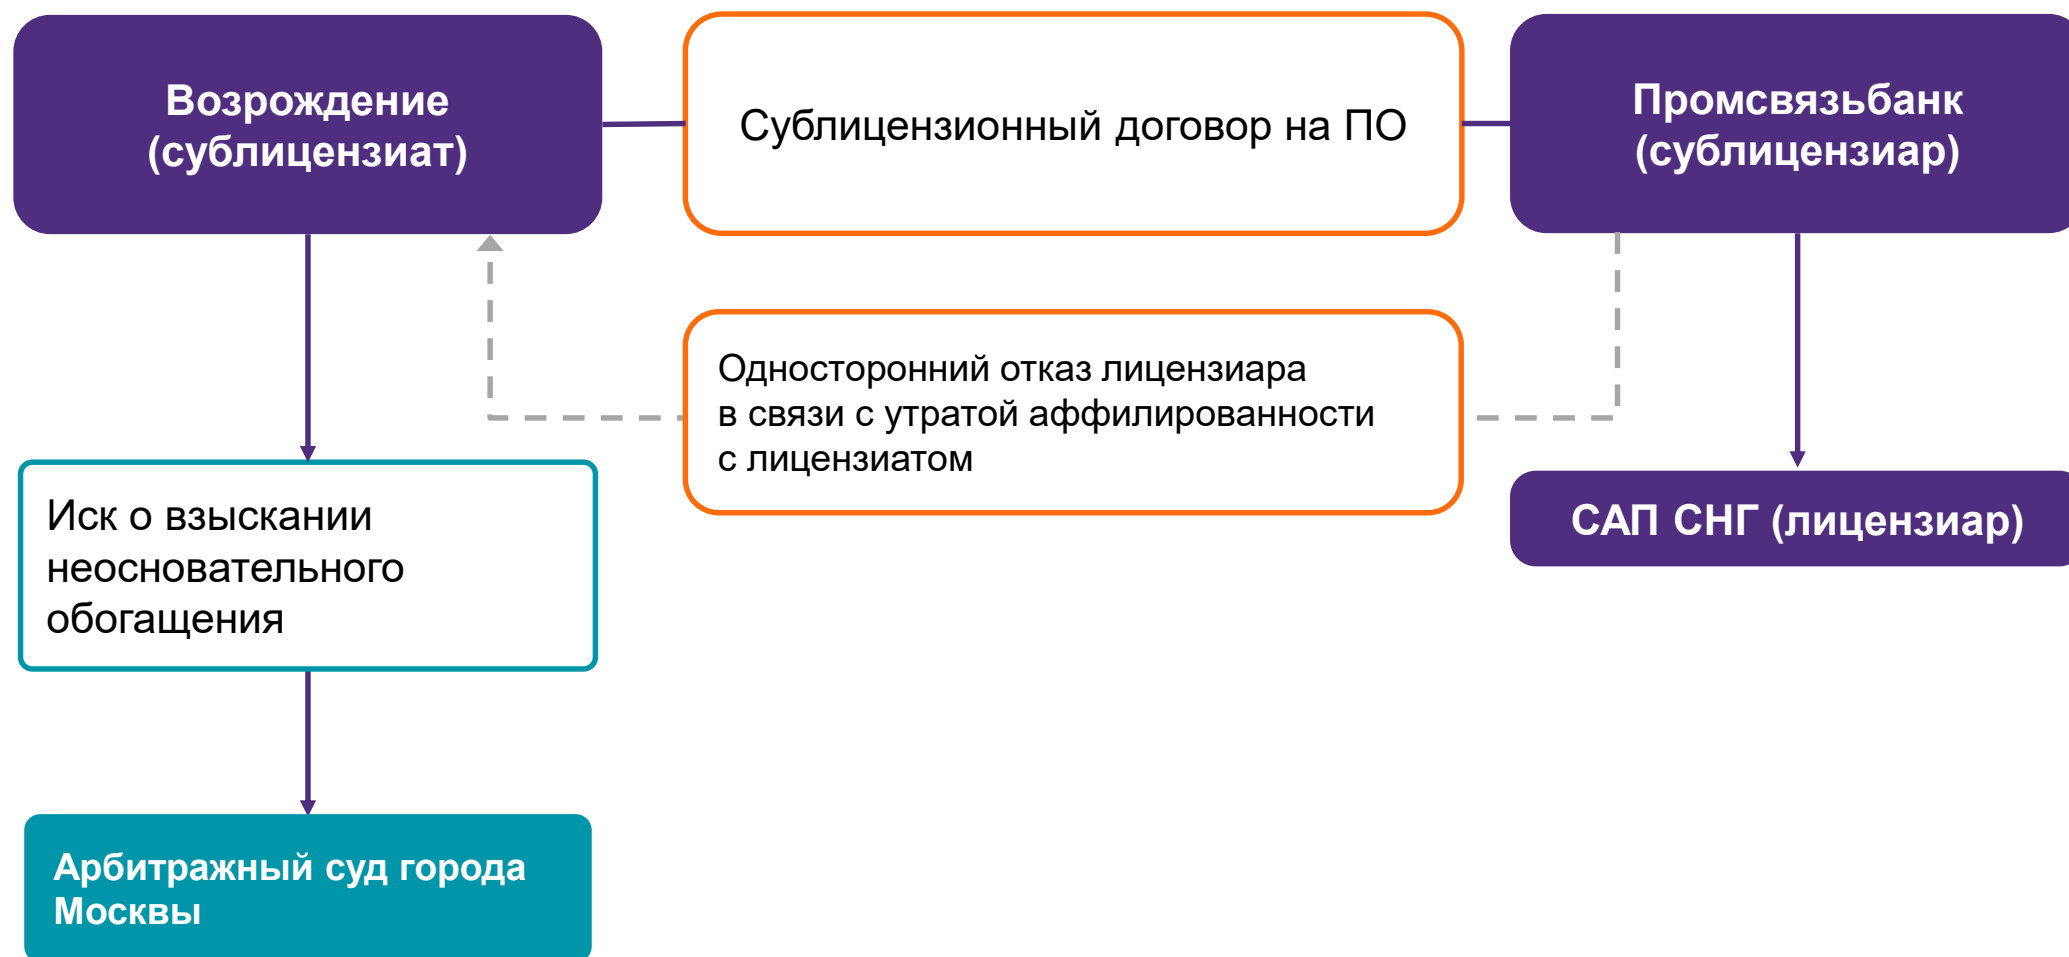 Возрождение
(сублицензиат)
Сублицензионный договор на ПО
Промсвязьбанк
(сублицензиар)
Односторонний отказ лицензиара
в связи с утратой аффилированности
с лицензиатом
Иск о взыскании
неосновательного
обогащения
САП СНГ (лицензиар)
Арбитражный суд города
Москвы